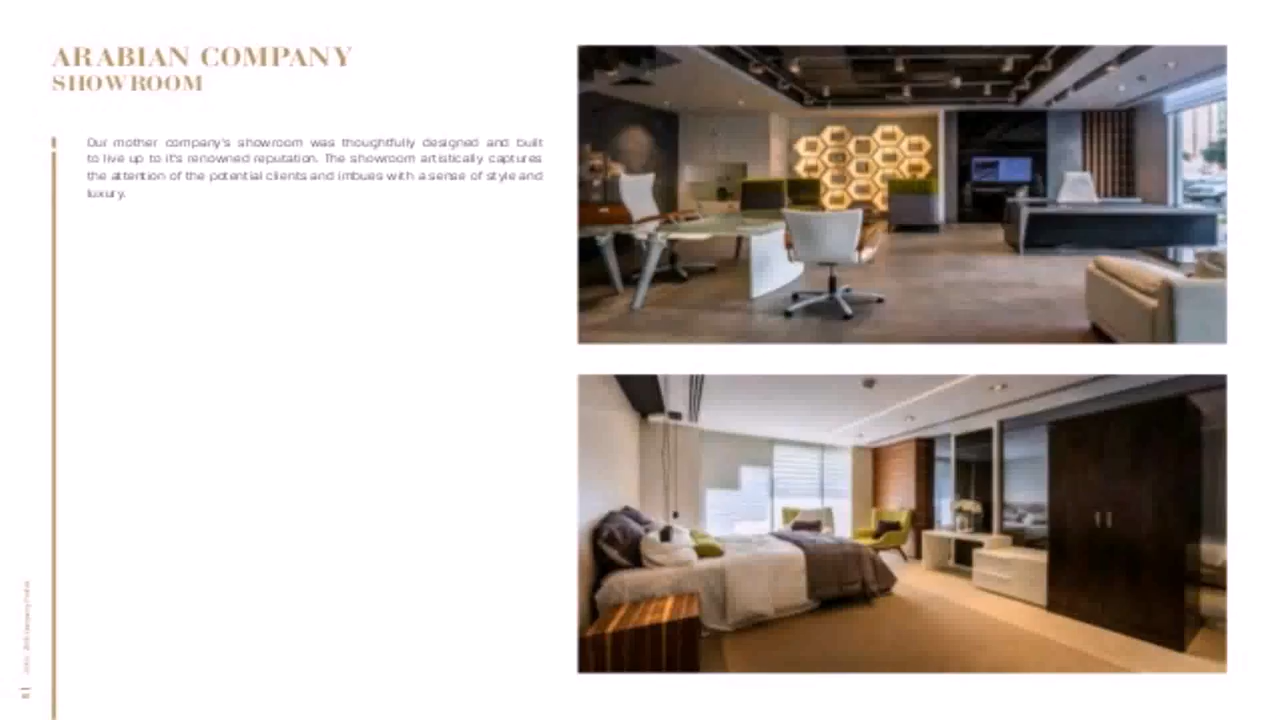 ARABIAN COMPANY
SHOWROOM
Our mother company's showroom was thoughtfully designed and built
to live up to it's renowned reputation. The showroom artistically captures
the attention of the potential clients and imbues with a sense of style and
luxury.